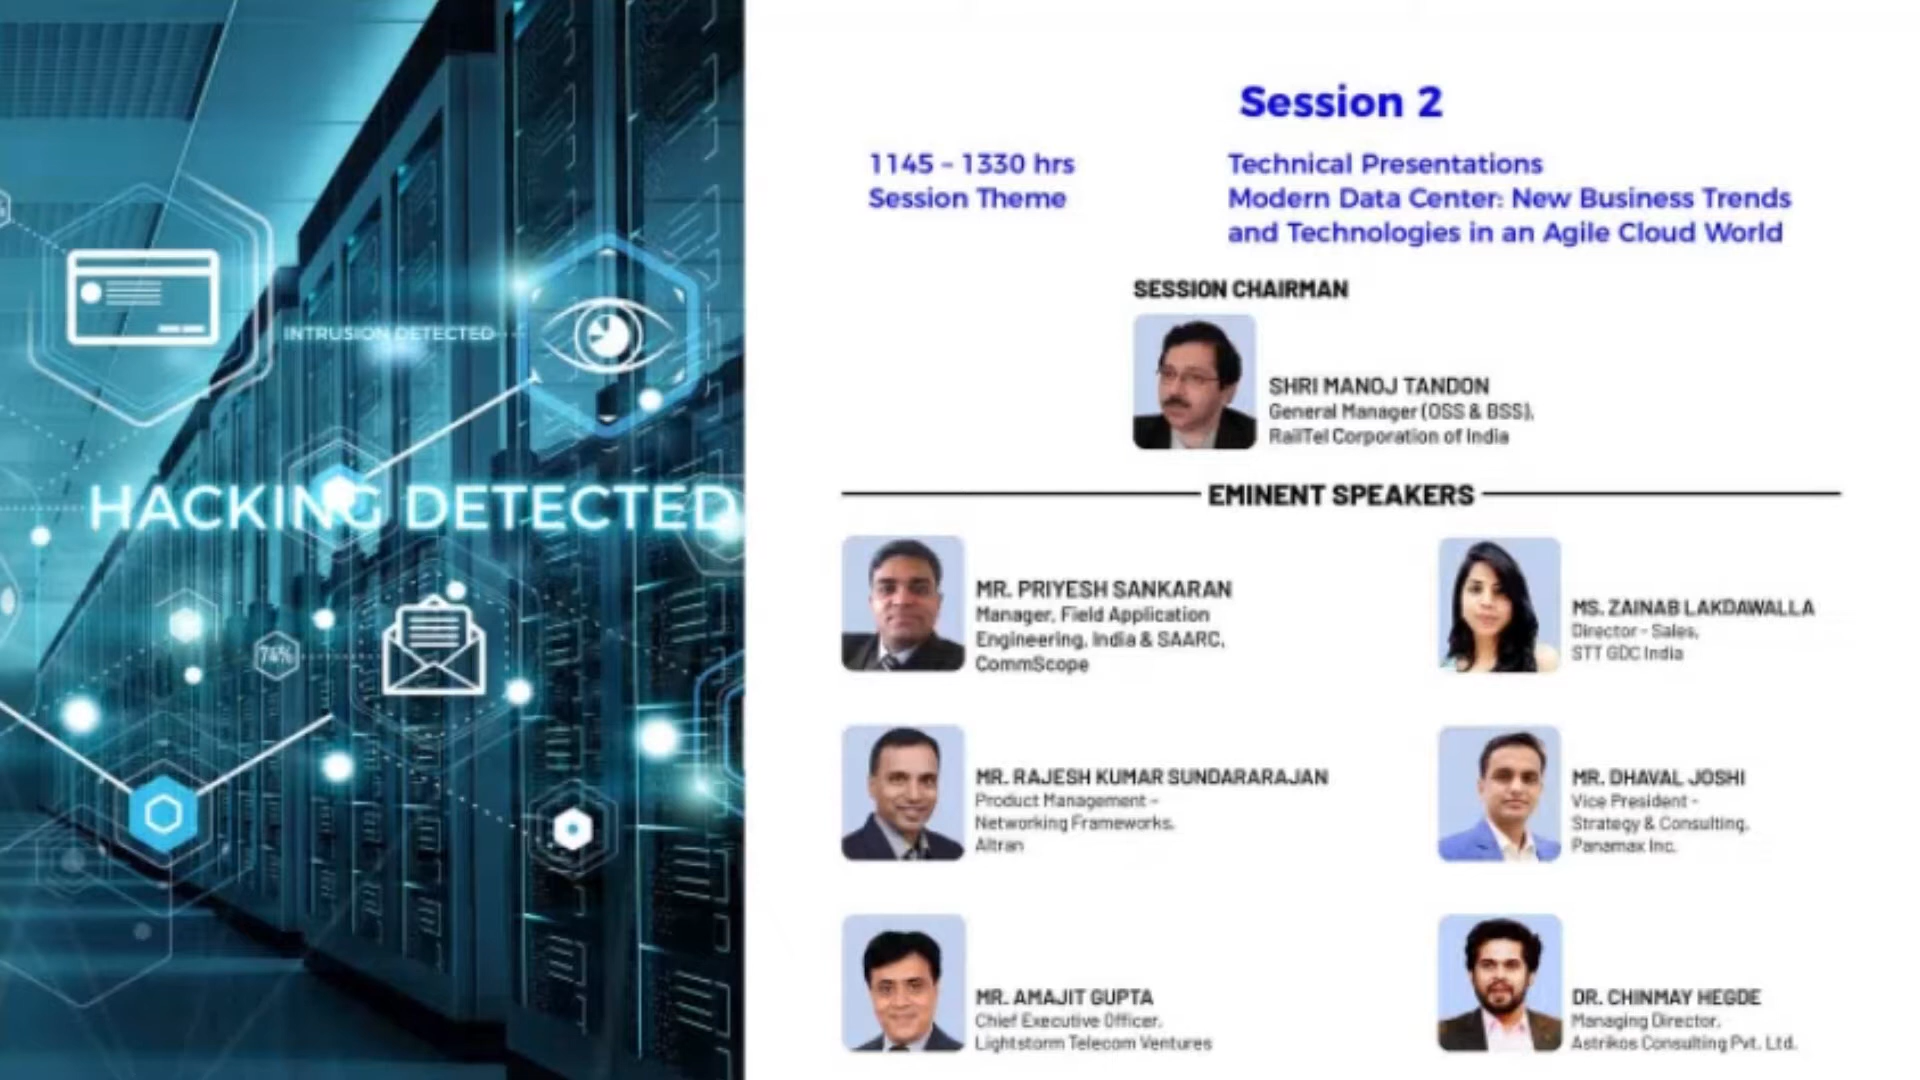 INTRUSION DETECTED
HACKING DETECTED
74%
Session 2
1145 – 1330 hrs
Technical Presentations
Session Theme
Modern Data Center: New Business Trends
and Technologies in an Agile Cloud World
SESSION CHAIRMAN
SHRI MANOJ TANDON
General Manager (OSS & BSS),
RailTel Corporation of India
EMINENT SPEAKERS
MR. PRIYESH SANKARAN
Manager, Field Application
Engineering, India & SAARC,
CommScope
MS. ZAINAB LAKDAWALLA
Director - Sales,
STT GDC India
MR. RAJESH KUMAR SUNDARARAJAN
Product Management –
Networking Frameworks,
Altran
MR. DHAVAL JOSHI
Vice President -
Strategy & Consulting,
Panamax Inc.
MR. AMAJIT GUPTA
Chief Executive Officer,
Lightstorm Telecom Ventures
DR. CHINMAY HEGDE
Managing Director,
Astrikos Consulting Pvt. Ltd.